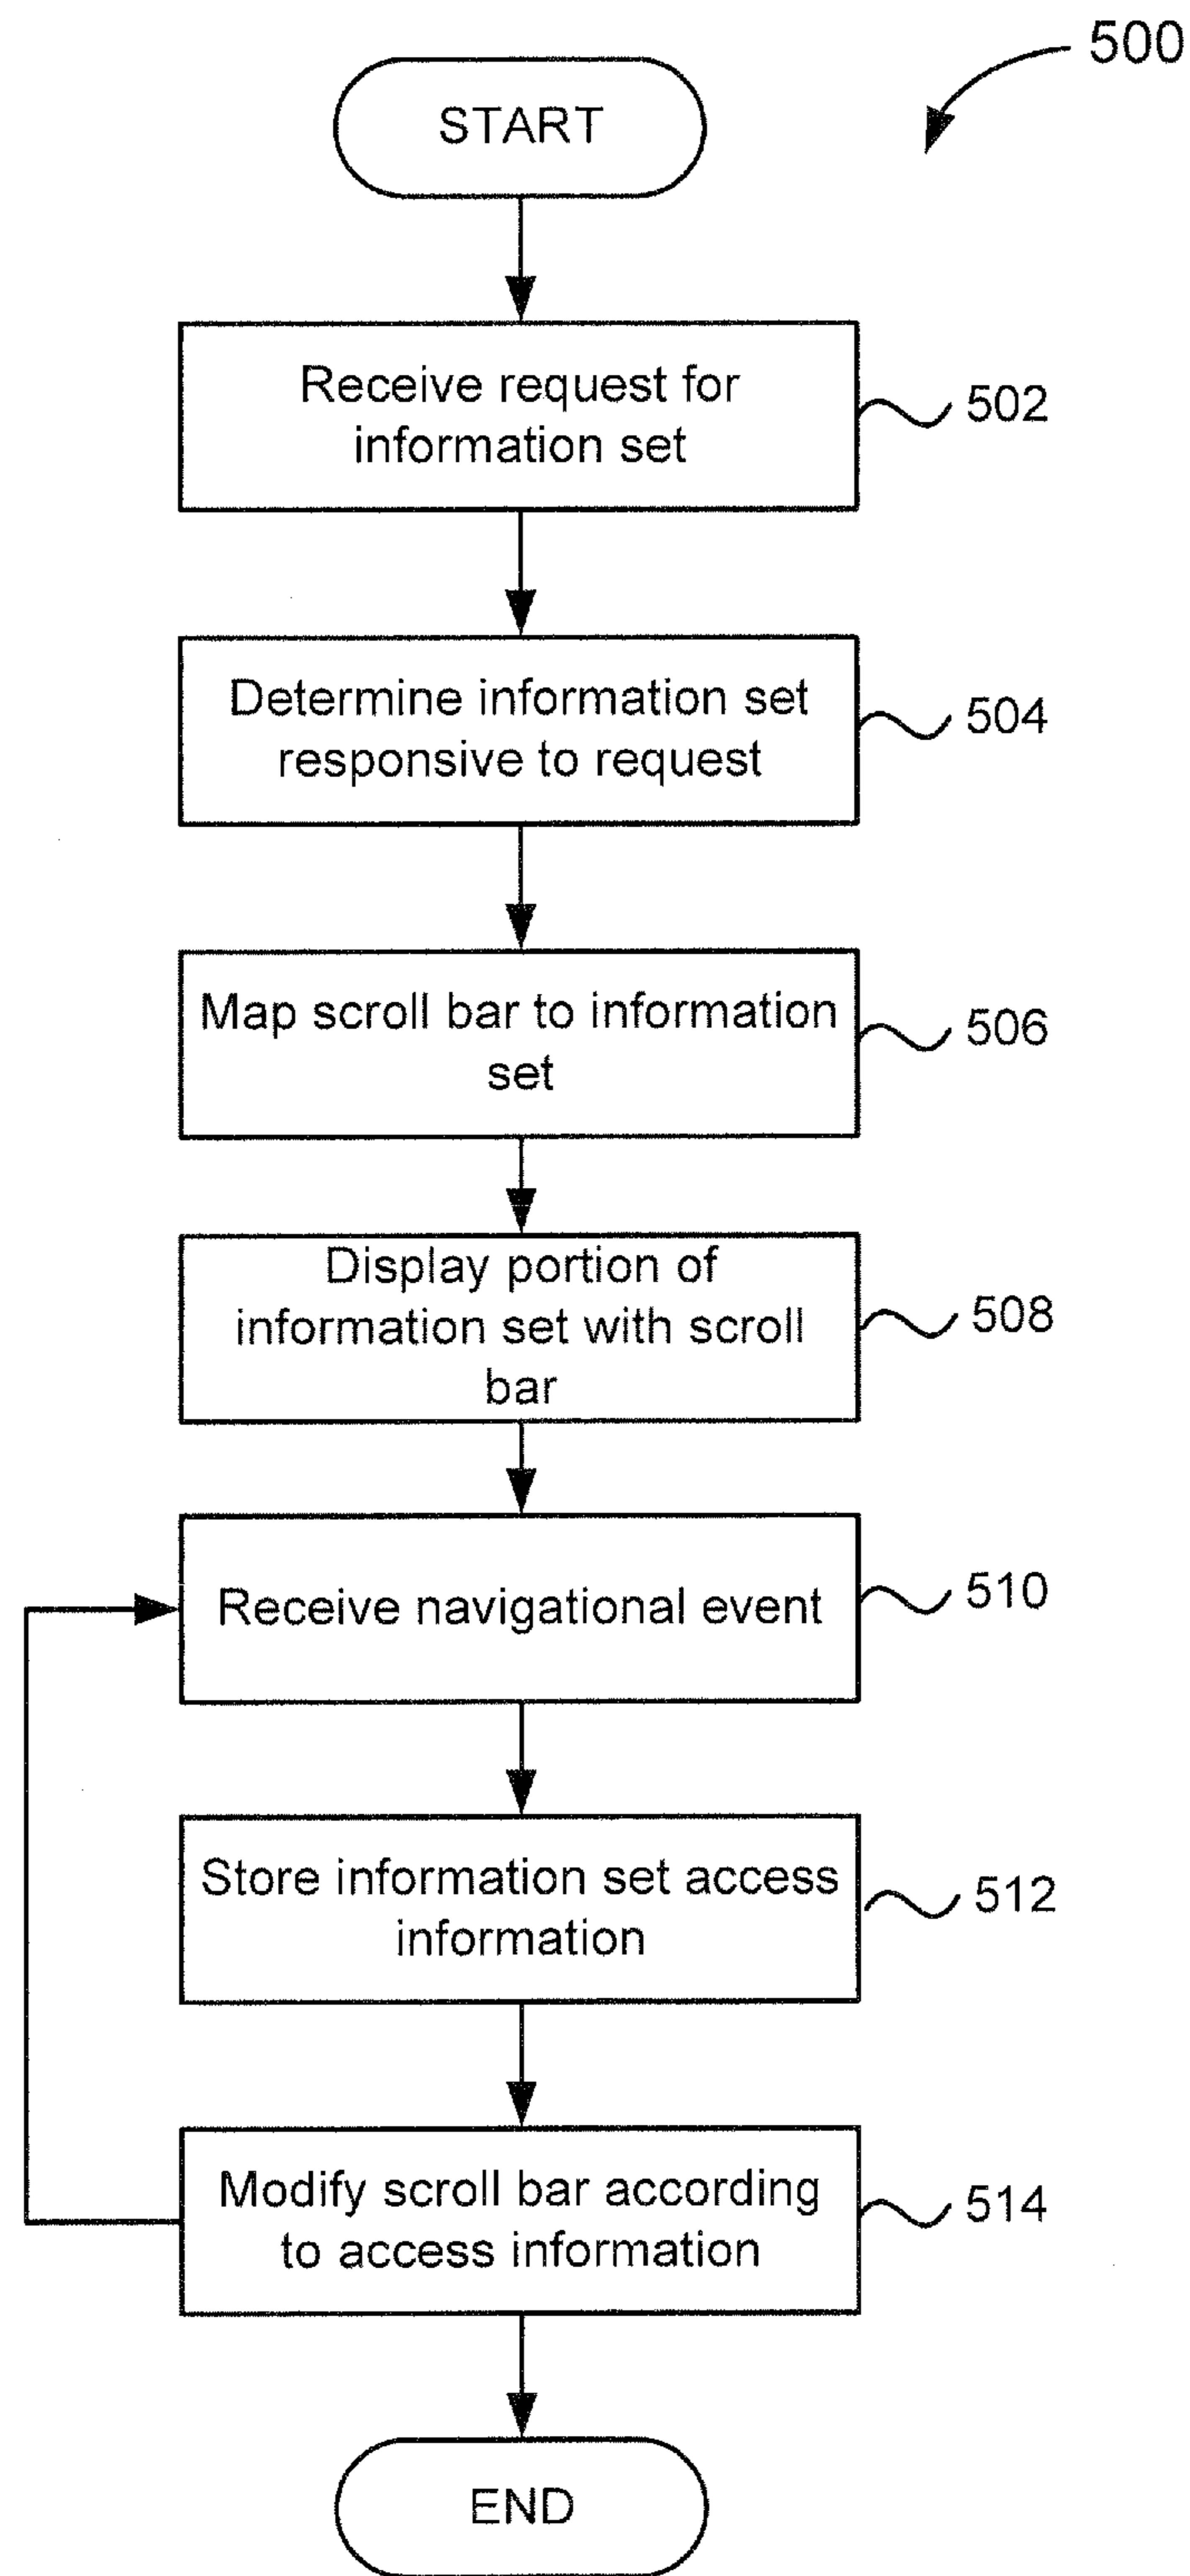 500
START
Receive request for
information set
502
Determine information set
responsive to request
504
Map scroll bar to information
set
506
Display portion of
information set with scroll
bar
508
Receive navigational event
510
Store information set access
information
512
Modify scroll bar according
to access information
514
END